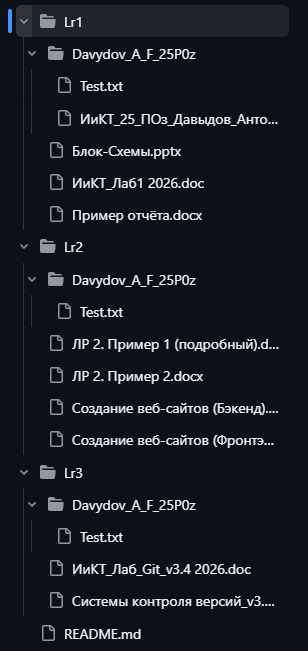 Lr1
Davydov_A_F_25P0z
Test.txt
ИиКТ_25_ПОз_Давыдов_Анто...
Блок-Схемы.pptx
ИиКТ_Лаб1 2026.doc
Пример отчёта.docx
Lr2
Davydov_A_F_25P0z
Test.txt
ЛР 2. Пример 1 (подробный).d...
ЛР 2. Пример 2.docx
Создание веб-сайтов (Бэкенд)....
Создание веб-сайтов (Фронтэ...
Lr3
Davydov_A_F_25P0z
Test.txt
ИиКТ_Лаб_Git_v3.4 2026.doc
Системы контроля версий_v3....
README.md